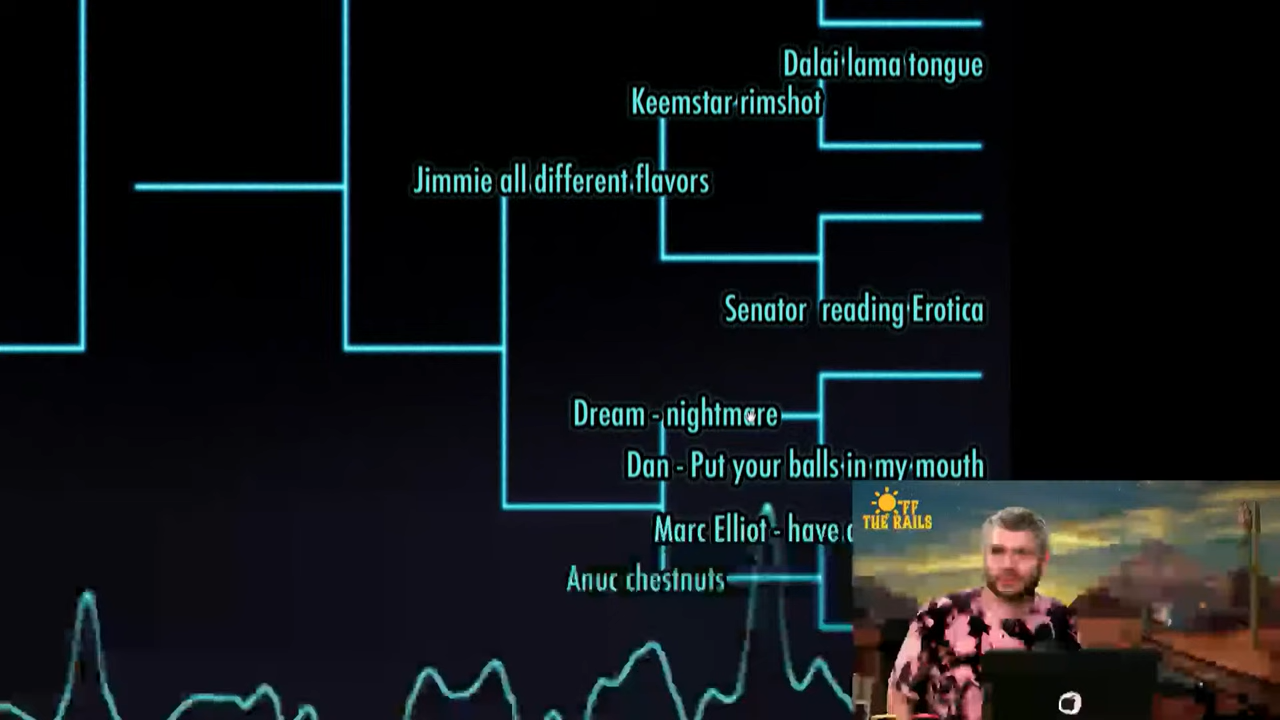 Dalai lama tongue
Keemstar rimshot
Jimmie all different flavors
Senator reading Erotica
Dream - nightmare
Dan - Put your balls in my mouth
Marc Elliot - have
Anuc chestnuts
OFF
THE RAILS